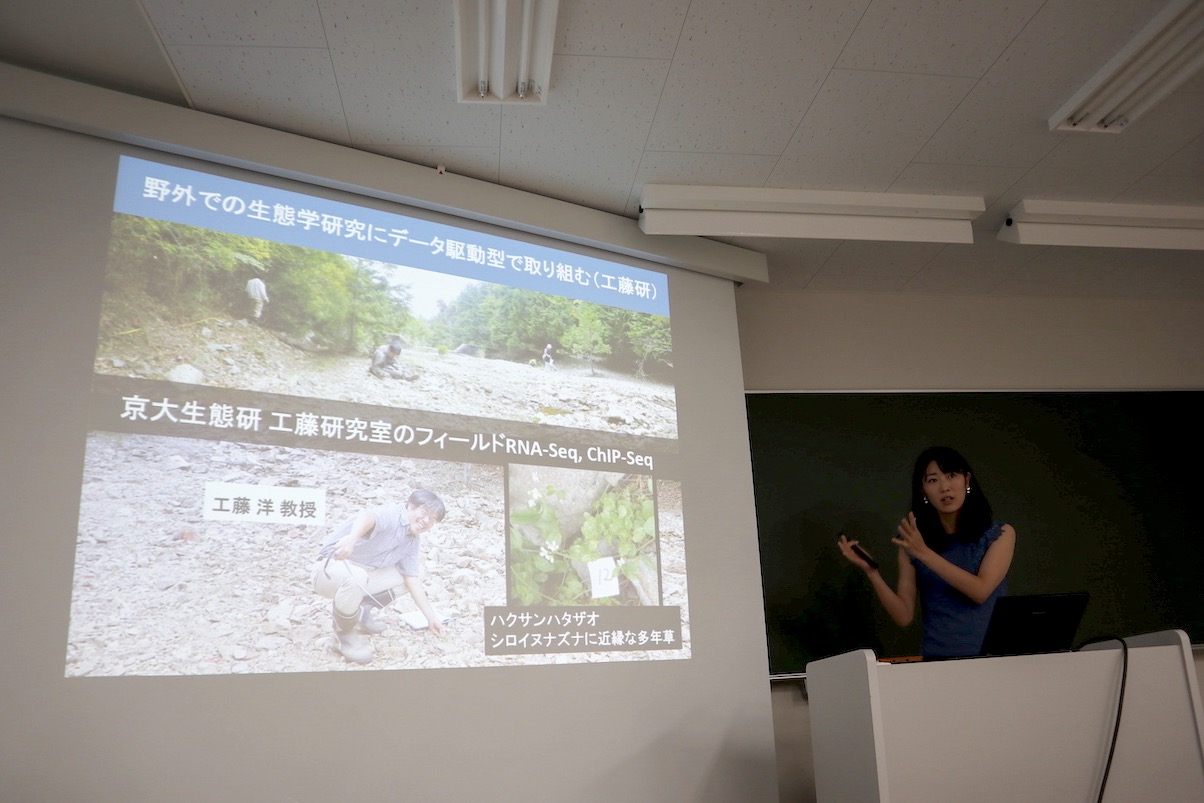 野外での生態学研究にデータ駆動型で取り組む（工藤研）
京大生態研 工藤研究室のフィールドRNA-Seq, ChIP-Seq
工藤 洋 教授
12
ハクサンハタザオ
シロイヌナズナに近縁な多年草